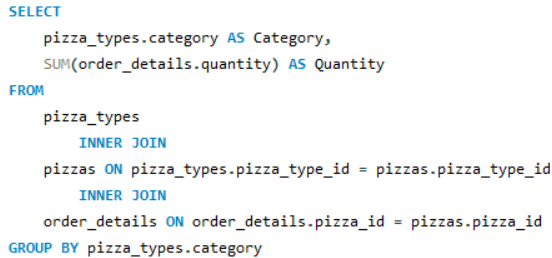 SELECT
pizza_types.category AS Category,
SUM(order_details.quantity) AS Quantity
FROM
pizza_types
INNER JOIN
pizzas ON pizza_types.pizza_type_id = pizzas.pizza_type_id
INNER JOIN
order_details ON order_details.pizza_id = pizzas.pizza_id
GROUP BY pizza_types.category